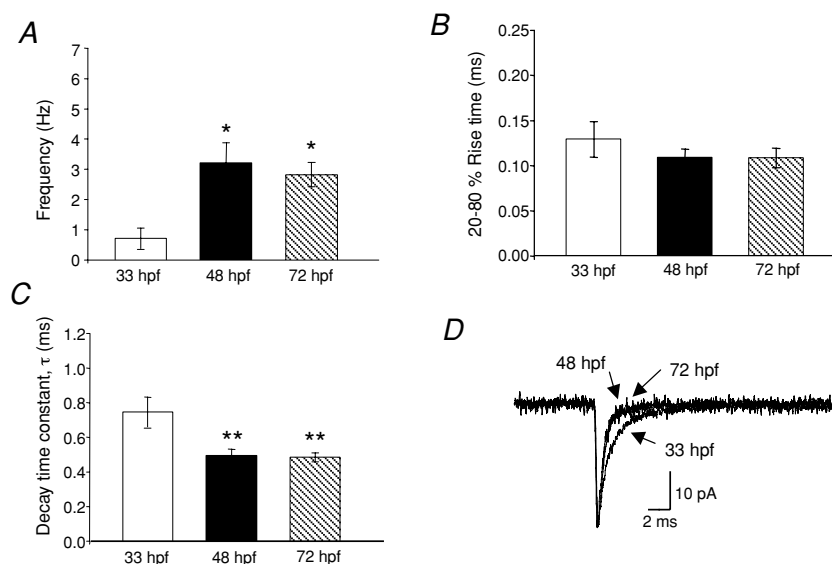 A
7
6
5
4
3
2
1
0
Frequency (Hz)
*
*
33 hpf 48 hpf 72 hpf
B
0.25
0.20
0.15
0.10
0.05
0.00
20-80 % Rise time (ms)
33 hpf 48 hpf 72 hpf
C
1.2
1.0
0.8
0.6
0.4
0.2
0.0
Decay time constant, τ (ms)
**
**
33 hpf 48 hpf 72 hpf
D
48 hpf
72 hpf
33 hpf
10 pA
2 ms